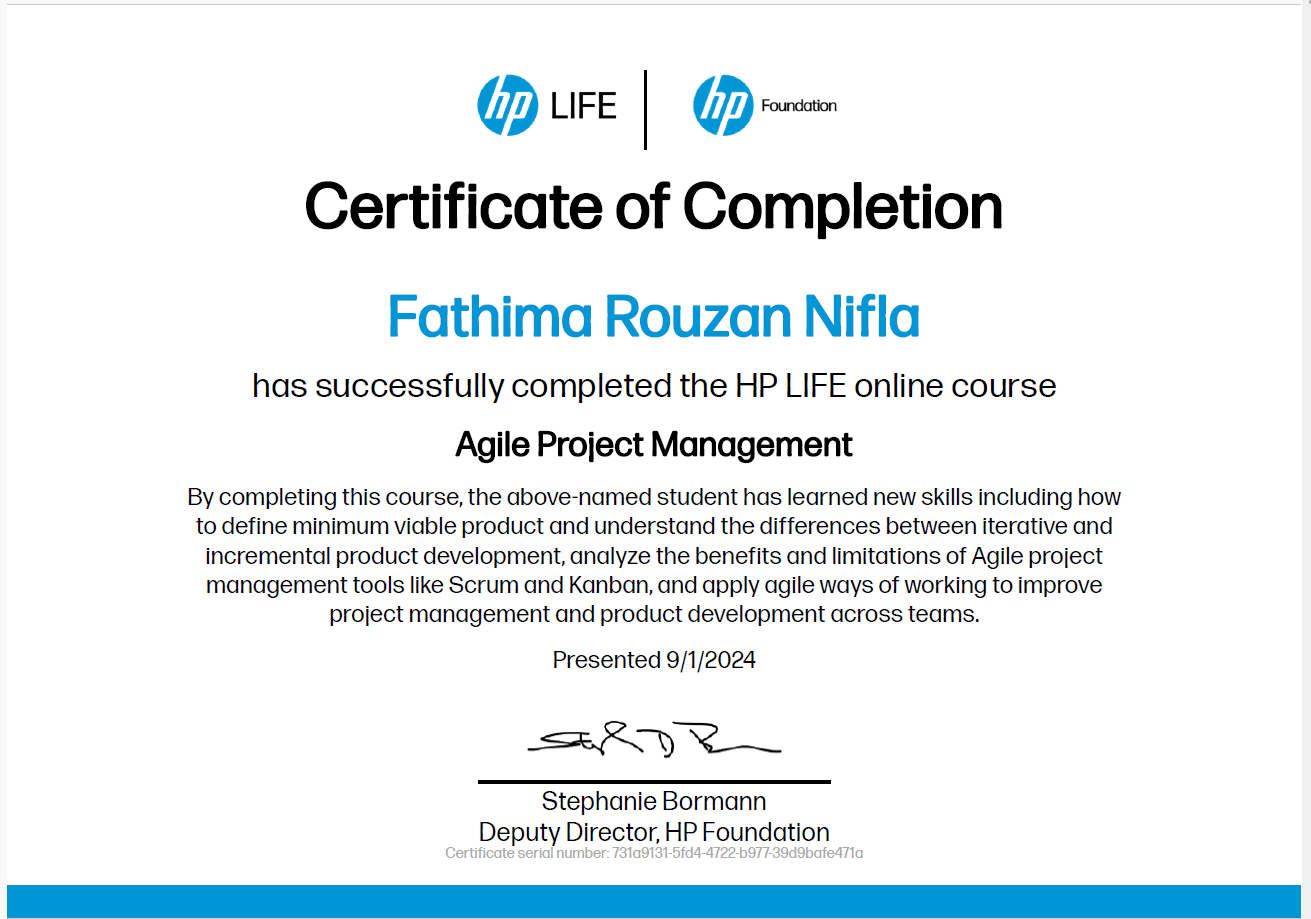 hp LIFE
hp Foundation
Certificate of Completion
Fathima Rouzan Nifla
has successfully completed the HP LIFE online course
Agile Project Management
By completing this course, the above-named student has learned new skills including how
to define minimum viable product and understand the differences between iterative and
incremental product development, analyze the benefits and limitations of Agile project
management tools like Scrum and Kanban, and apply agile ways of working to improve
project management and product development across teams.
Presented 9/1/2024
Stephanie Bormann
Deputy Director, HP Foundation
Certificate serial number: 731a9131-5fd4-4722-b977-39d9bafe471a